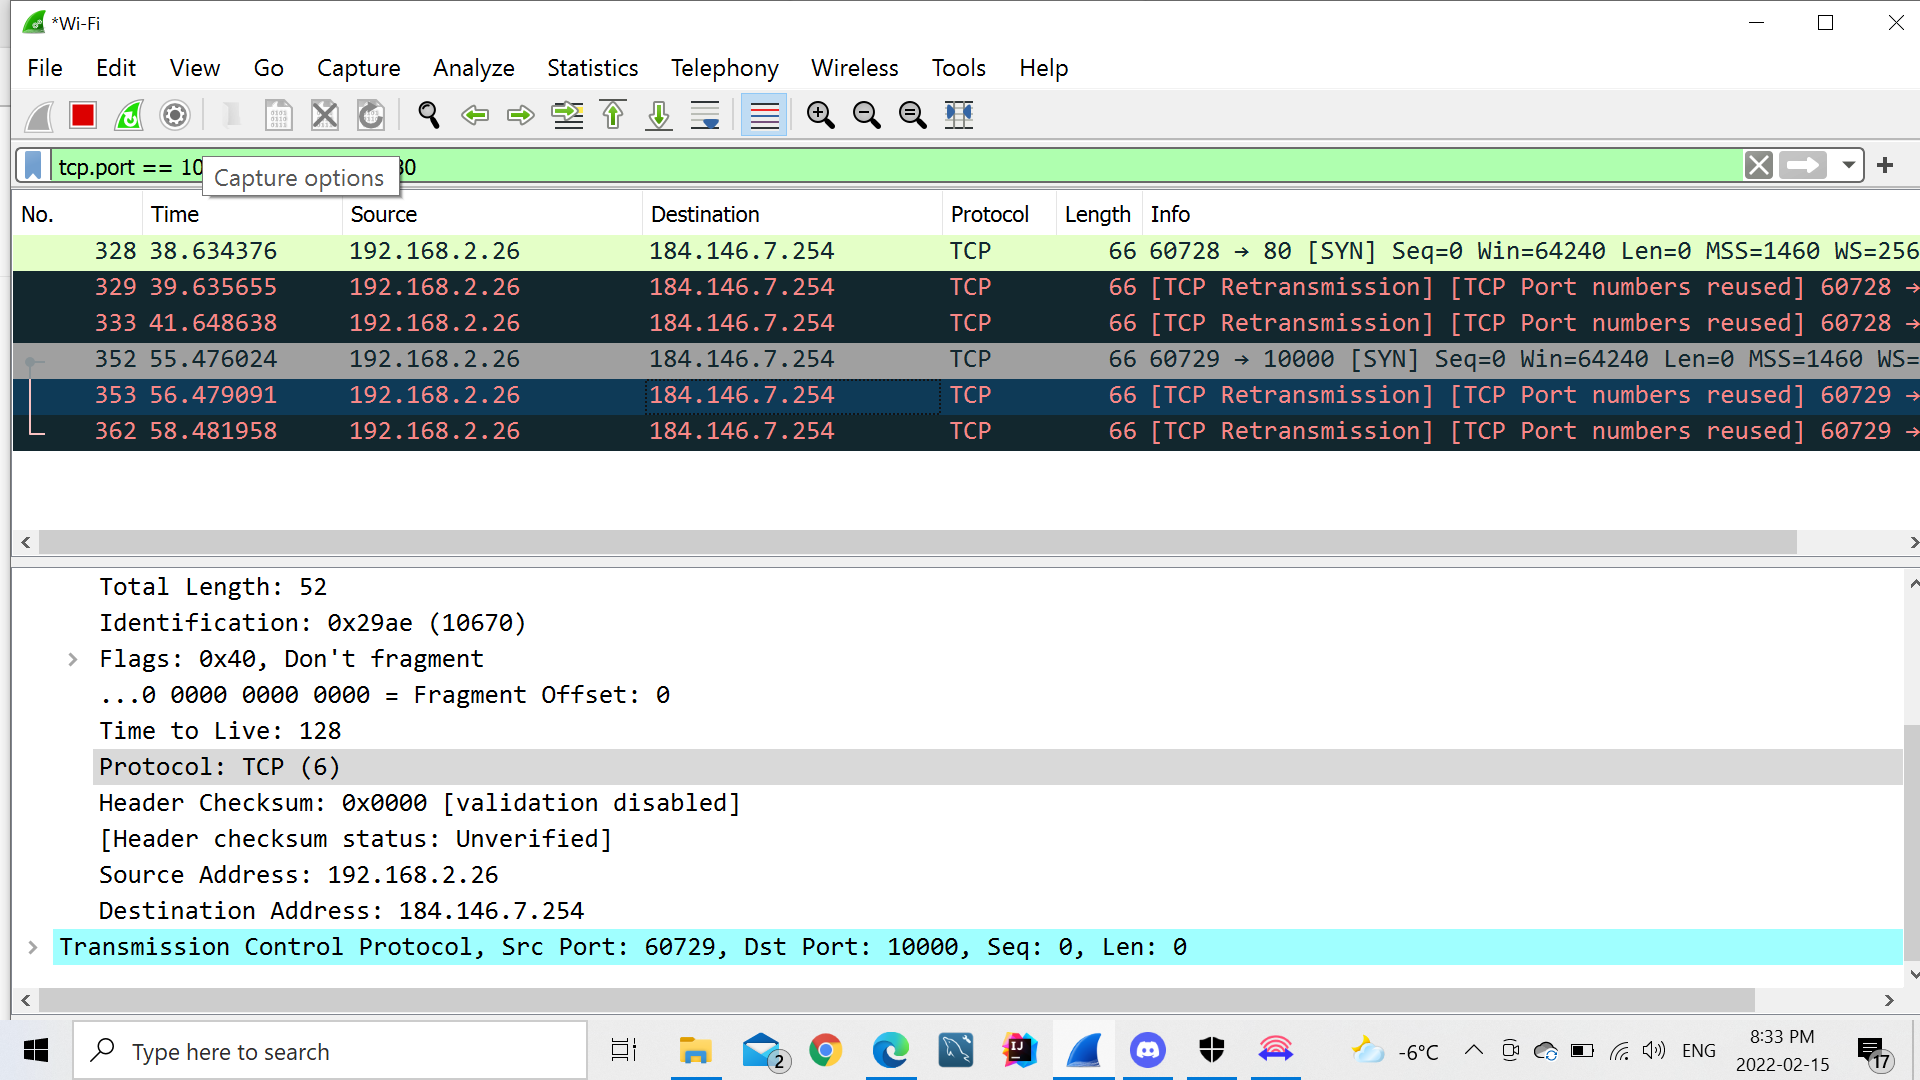 *Wi-Fi
File Edit View Go Capture Analyze Statistics Telephony Wireless Tools Help
tcp.port == 10 80
Capture options
No. Time Source Destination Protocol Length Info
328 38.634376 192.168.2.26 184.146.7.254 TCP 66 60728 → 80 [SYN] Seq=0 Win=64240 Len=0 MSS=1460 WS=256
329 39.635655 192.168.2.26 184.146.7.254 TCP 66 [TCP Retransmission] [TCP Port numbers reused] 60728 →
333 41.648638 192.168.2.26 184.146.7.254 TCP 66 [TCP Retransmission] [TCP Port numbers reused] 60728 →
352 55.476024 192.168.2.26 184.146.7.254 TCP 66 60729 → 10000 [SYN] Seq=0 Win=64240 Len=0 MSS=1460 WS=
353 56.479091 192.168.2.26 184.146.7.254 TCP 66 [TCP Retransmission] [TCP Port numbers reused] 60729 →
362 58.481958 192.168.2.26 184.146.7.254 TCP 66 [TCP Retransmission] [TCP Port numbers reused] 60729 →
Total Length: 52
Identification: 0x29ae (10670)
Flags: 0x40, Don't fragment
...0 0000 0000 0000 = Fragment Offset: 0
Time to Live: 128
Protocol: TCP (6)
Header Checksum: 0x0000 [validation disabled]
[Header checksum status: Unverified]
Source Address: 192.168.2.26
Destination Address: 184.146.7.254
Transmission Control Protocol, Src Port: 60729, Dst Port: 10000, Seq: 0, Len: 0
Type here to search
2
IJ
-6°C
ENG
8:33 PM
2022-02-15
17